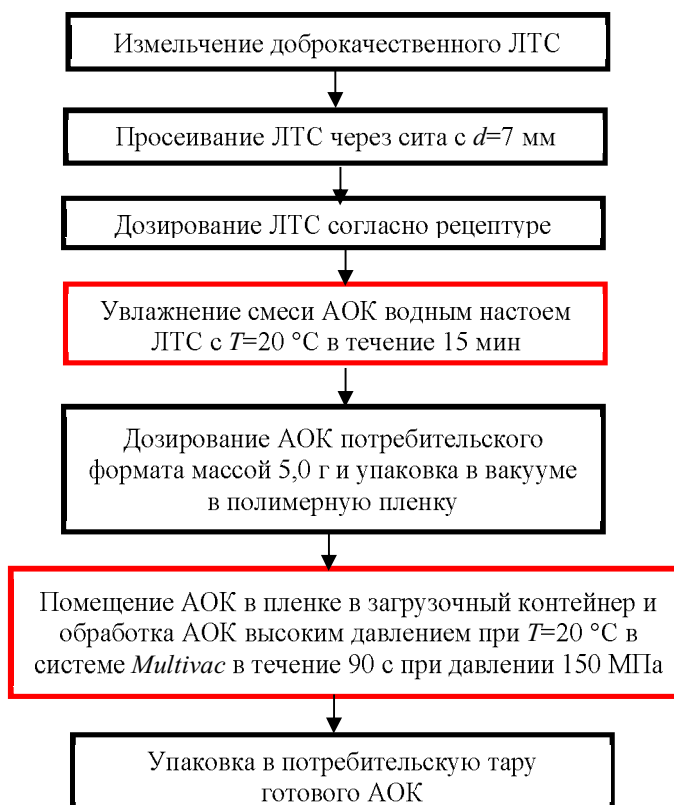 Измельчение доброкачественного ЛТС
Просеивание ЛТС через сита с d=7 мм
Дозирование ЛТС согласно рецептуре
Увлажнение смеси АОК водным настоем
ЛТС с T=20 °C в течение 15 мин
Дозирование АОК потребительского
формата массой 5,0 г и упаковка в вакууме
в полимерную пленку
Помещение АОК в пленке в загрузочный контейнер и
обработка АОК высоким давлением при T=20 °C в
системе Multivac в течение 90 с при давлении 150 МПа
Упаковка в потребительскую тару
готового АОК